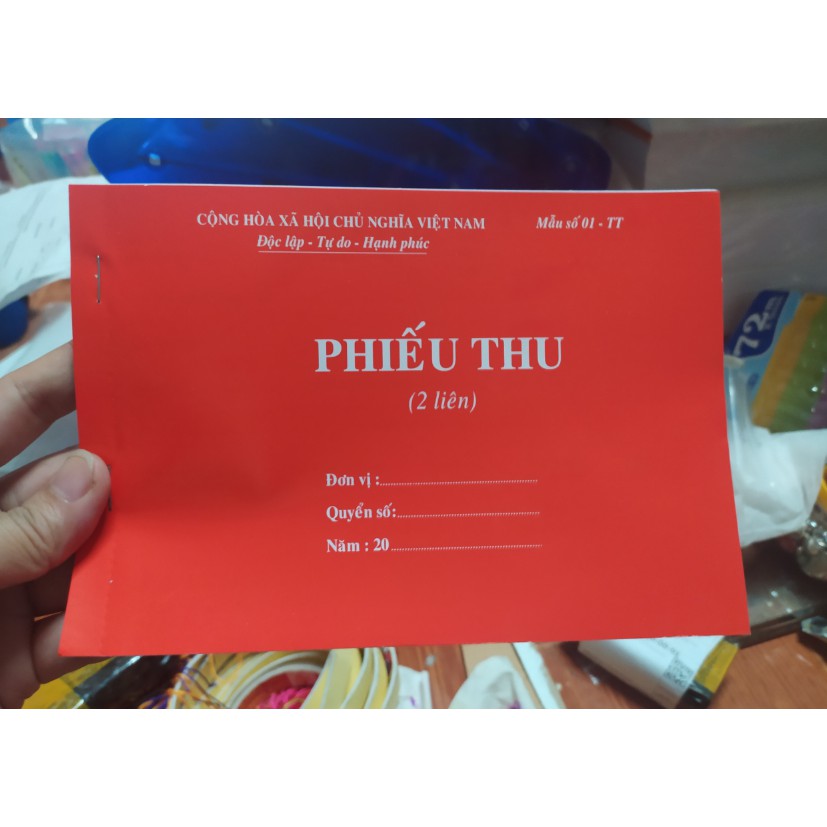 CỘNG HÒA XÃ HỘI CHỦ NGHĨA VIỆT NAM
Mẫu số 01 - TT
Độc lập - Tự do - Hạnh phúc
PHIẾU THU
(2 liên)
Đơn vị :
Quyển số:
Năm : 20
72